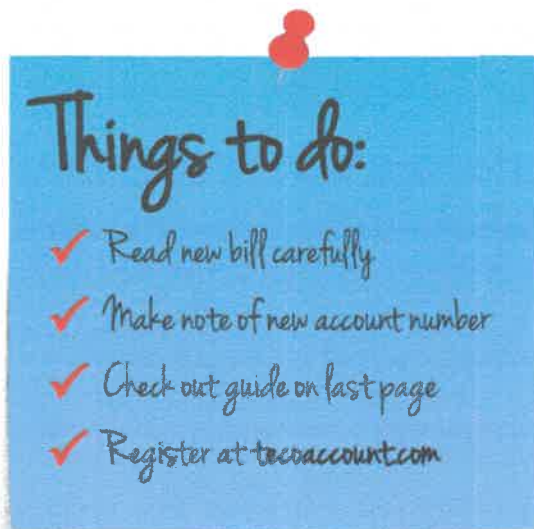 Things to do:
Read new bill carefully
Make note of new account number
Check out guide on last page
Register at tecoaccount.com